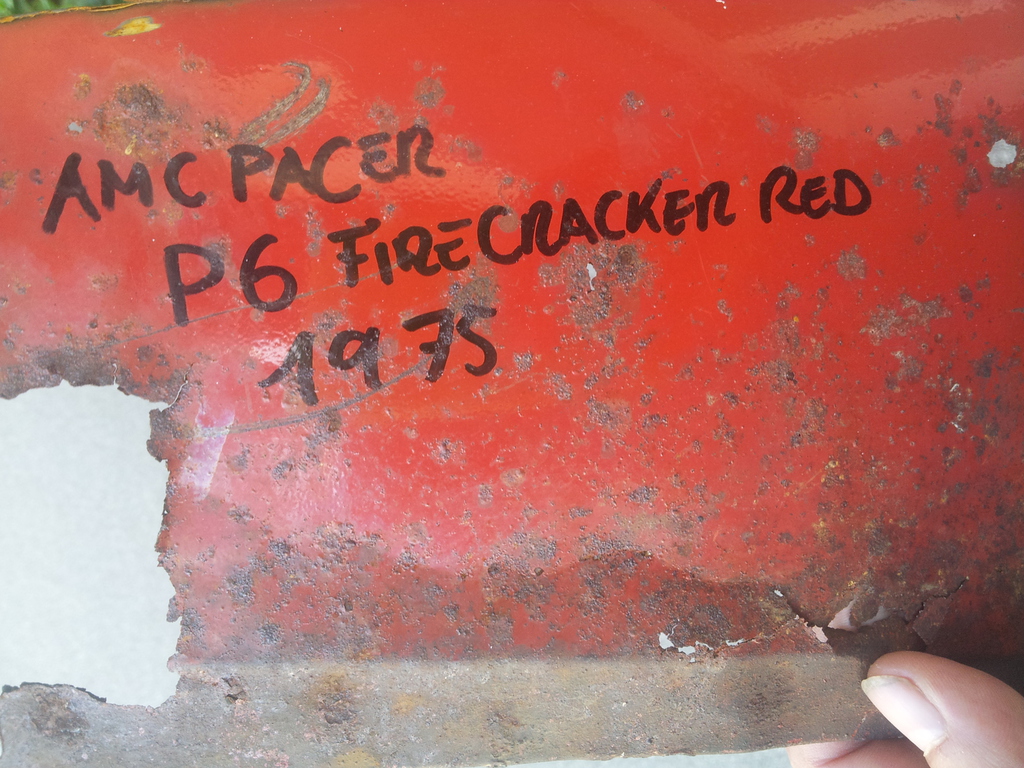 AMC PACER
P6 FIRECRACKER RED
1975